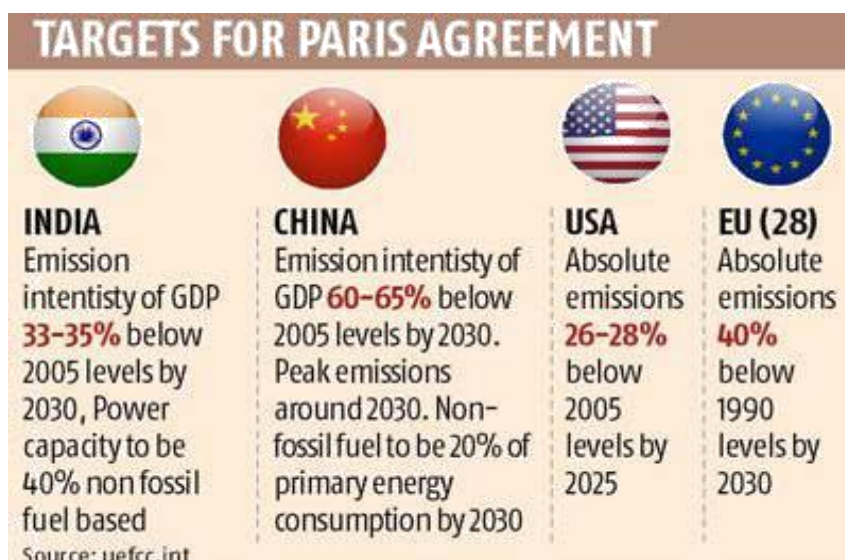 TARGETS FOR PARIS AGREEMENT
INDIA
Emission
intentisty of GDP
33-35% below
2005 levels by
2030, Power
capacity to be
40% non fossil
fuel based
CHINA
Emission intentisty of
GDP 60-65% below
2005 levels by 2030.
Peak emissions
around 2030. Non-
fossil fuel to be 20% of
primary energy
consumption by 2030
USA
Absolute
emissions
26-28%
below
2005
levels by
2025
EU (28)
Absolute
emissions
40%
below
1990
levels by
2030
Source: uefcc.int